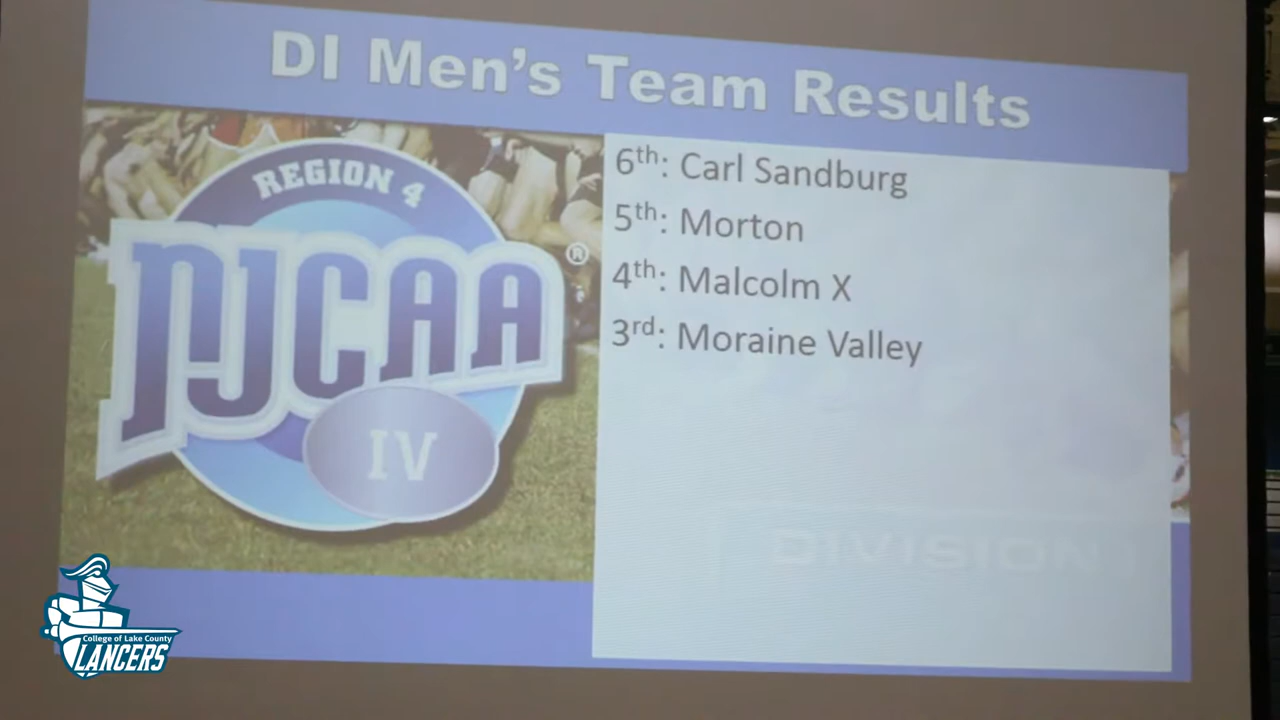 DI Men's Team Results
REGION 4
NJCAA
®
IV
6th: Carl Sandburg
5th: Morton
4th: Malcolm X
3rd: Moraine Valley
DIVISION
College of Lake County
LANCERS